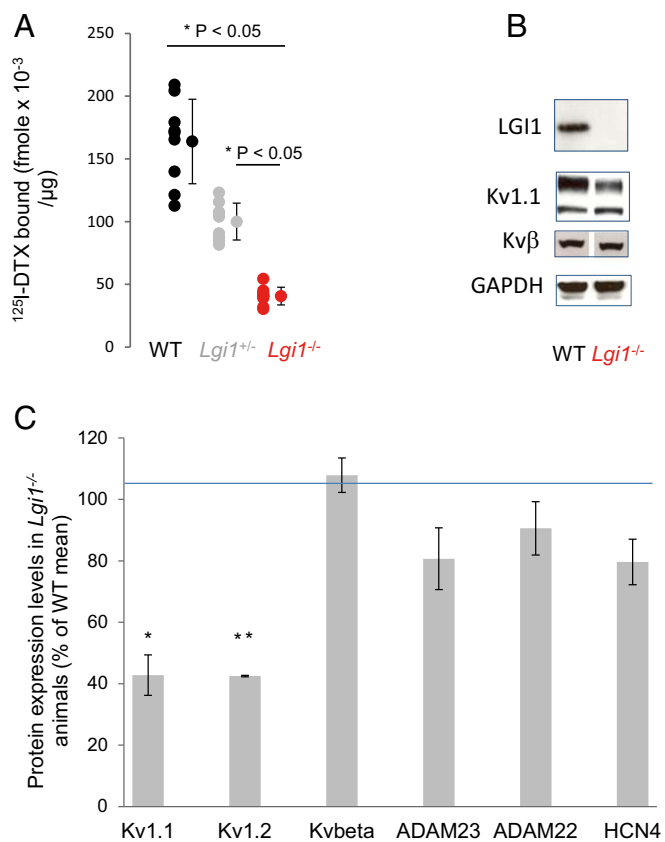 A
B
* P < 0.05
250
200
150
100
50
0
¹²⁵I-DTX bound (fmole x 10⁻³
/μg)
* P < 0.05
WT Lgi1⁺/⁻ Lgi1⁻/⁻
LGI1
Kv1.1
Kvβ
GAPDH
WT Lgi1⁻/⁻
C
Protein expression levels in Lgi1⁻/⁻
animals (% of WT mean)
120
100
80
60
40
20
0
*
**
Kv1.1 Kv1.2 Kvbeta ADAM23 ADAM22 HCN4